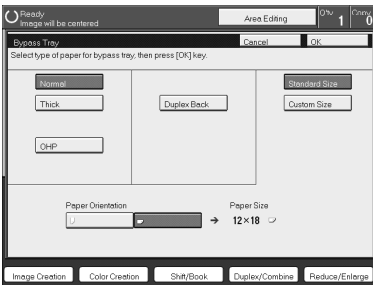 Ready
Image will be centered
Area Editing
Q'ty
1
Copy
0
Bypass Tray
Cancel
OK
Select type of paper for bypass tray, then press [OK] key.
Normal
Standard Size
Thick
Duplex Back
Custom Size
OHP
Paper Orientation
Paper Size
→ 12×18
Image Creation
Color Creation
Shift/Book
Duplex/Combine
Reduce/Enlarge